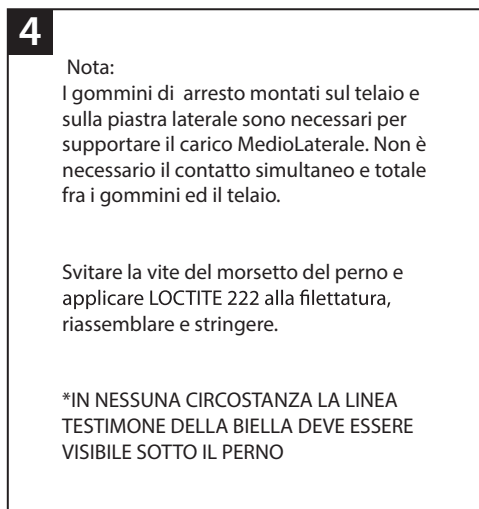 4
Nota:
I gommini di arresto montati sul telaio e
sulla piastra laterale sono necessari per
supportare il carico MedioLaterale. Non è
necessario il contatto simultaneo e totale
fra i gommini ed il telaio.
Svitare la vite del morsetto del perno e
applicare LOCTITE 222 alla filettatura,
riassemblare e stringere.
*IN NESSUNA CIRCOSTANZA LA LINEA
TESTIMONE DELLA BIELLA DEVE ESSERE
VISIBILE SOTTO IL PERNO